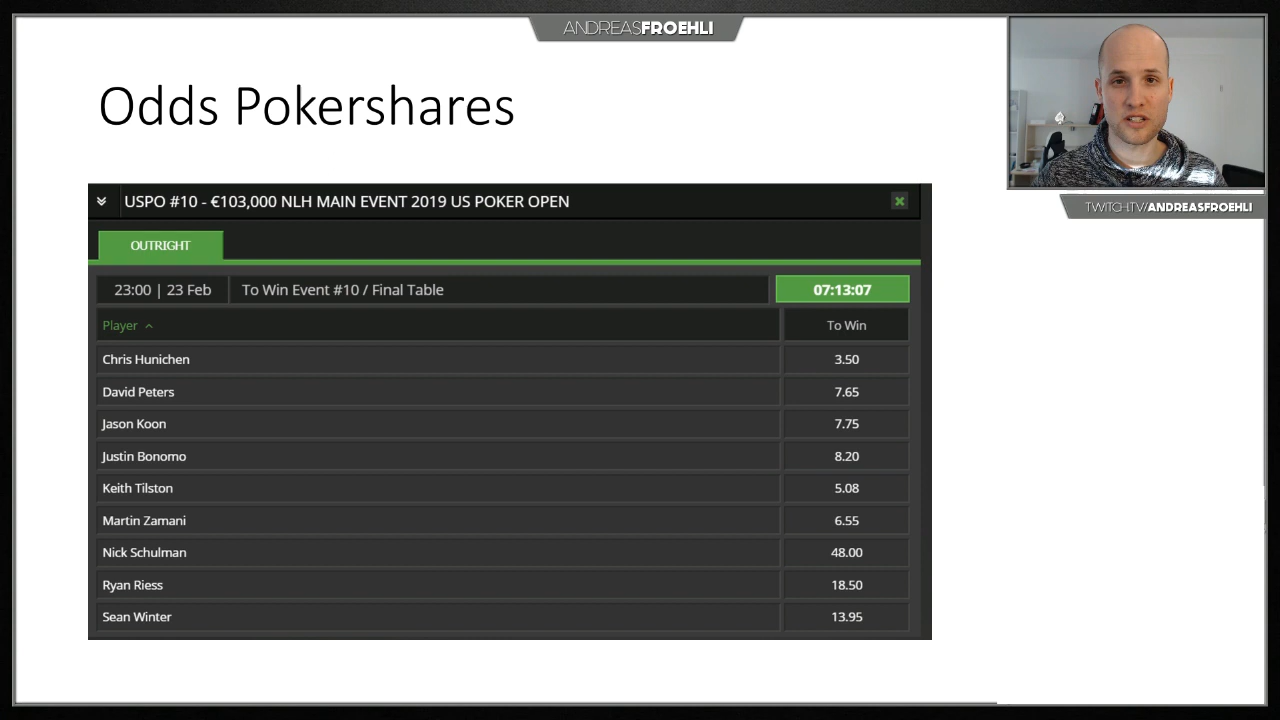 ANDREASFROEHLI
Odds Pokershares
USPO #10 - €103,000 NLH MAIN EVENT 2019 US POKER OPEN
OUTRIGHT
23:00 | 23 Feb To Win Event #10 / Final Table 07:13:07
Player To Win
Chris Hunichen 3.50
David Peters 7.65
Jason Koon 7.75
Justin Bonomo 8.20
Keith Tilston 5.08
Martin Zamani 6.55
Nick Schulman 48.00
Ryan Riess 18.50
Sean Winter 13.95
TWITCH.TV/ANDREASFROEHLI